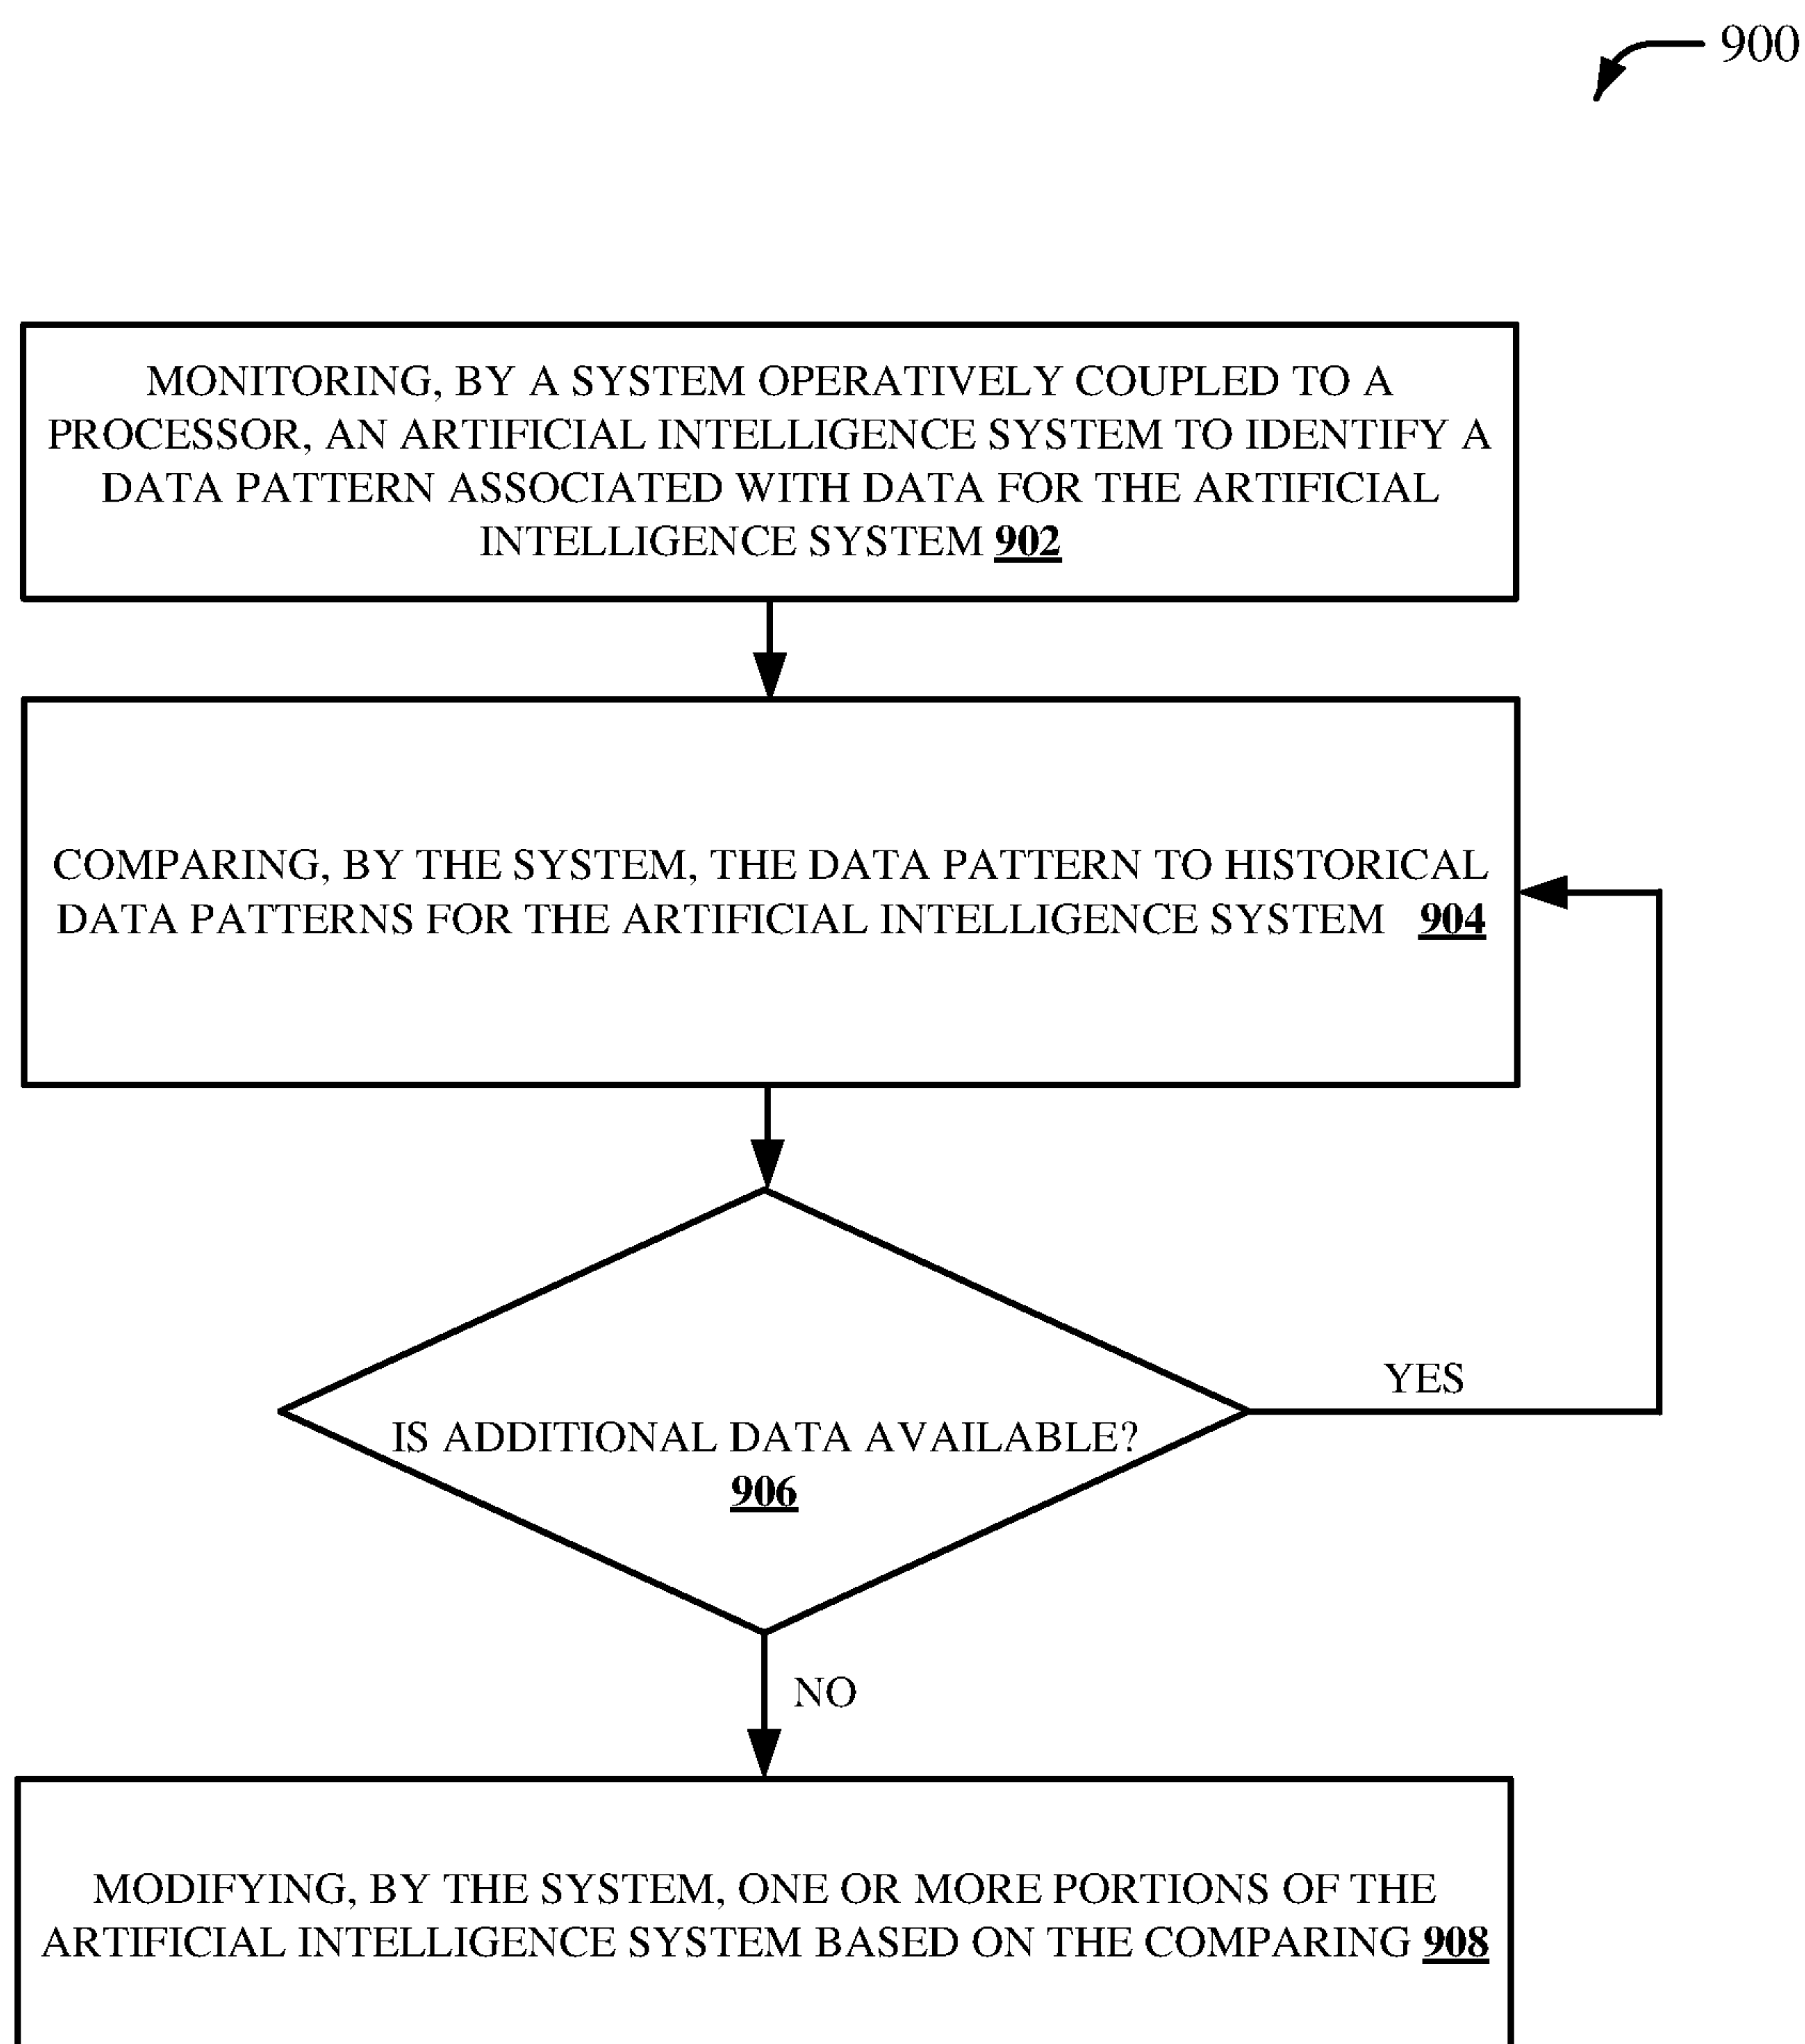 900
MONITORING, BY A SYSTEM OPERATIVELY COUPLED TO A
PROCESSOR, AN ARTIFICIAL INTELLIGENCE SYSTEM TO IDENTIFY A
DATA PATTERN ASSOCIATED WITH DATA FOR THE ARTIFICIAL
INTELLIGENCE SYSTEM 902
COMPARING, BY THE SYSTEM, THE DATA PATTERN TO HISTORICAL
DATA PATTERNS FOR THE ARTIFICIAL INTELLIGENCE SYSTEM 904
YES
IS ADDITIONAL DATA AVAILABLE?
906
NO
MODIFYING, BY THE SYSTEM, ONE OR MORE PORTIONS OF THE
ARTIFICIAL INTELLIGENCE SYSTEM BASED ON THE COMPARING 908